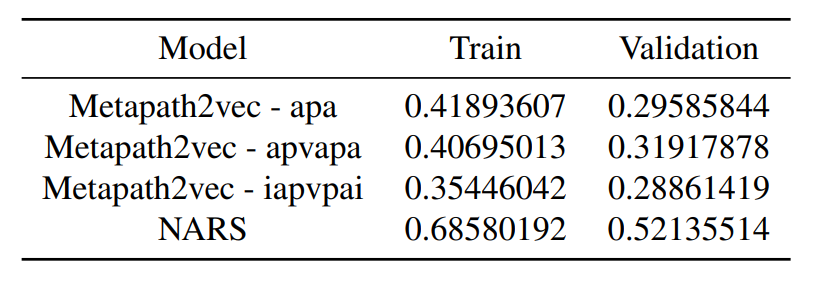 Model Train Validation
Metapath2vec - apa 0.41893607 0.29585844
Metapath2vec - apvapa 0.40695013 0.31917878
Metapath2vec - iapvpai 0.35446042 0.28861419
NARS 0.68580192 0.52135514